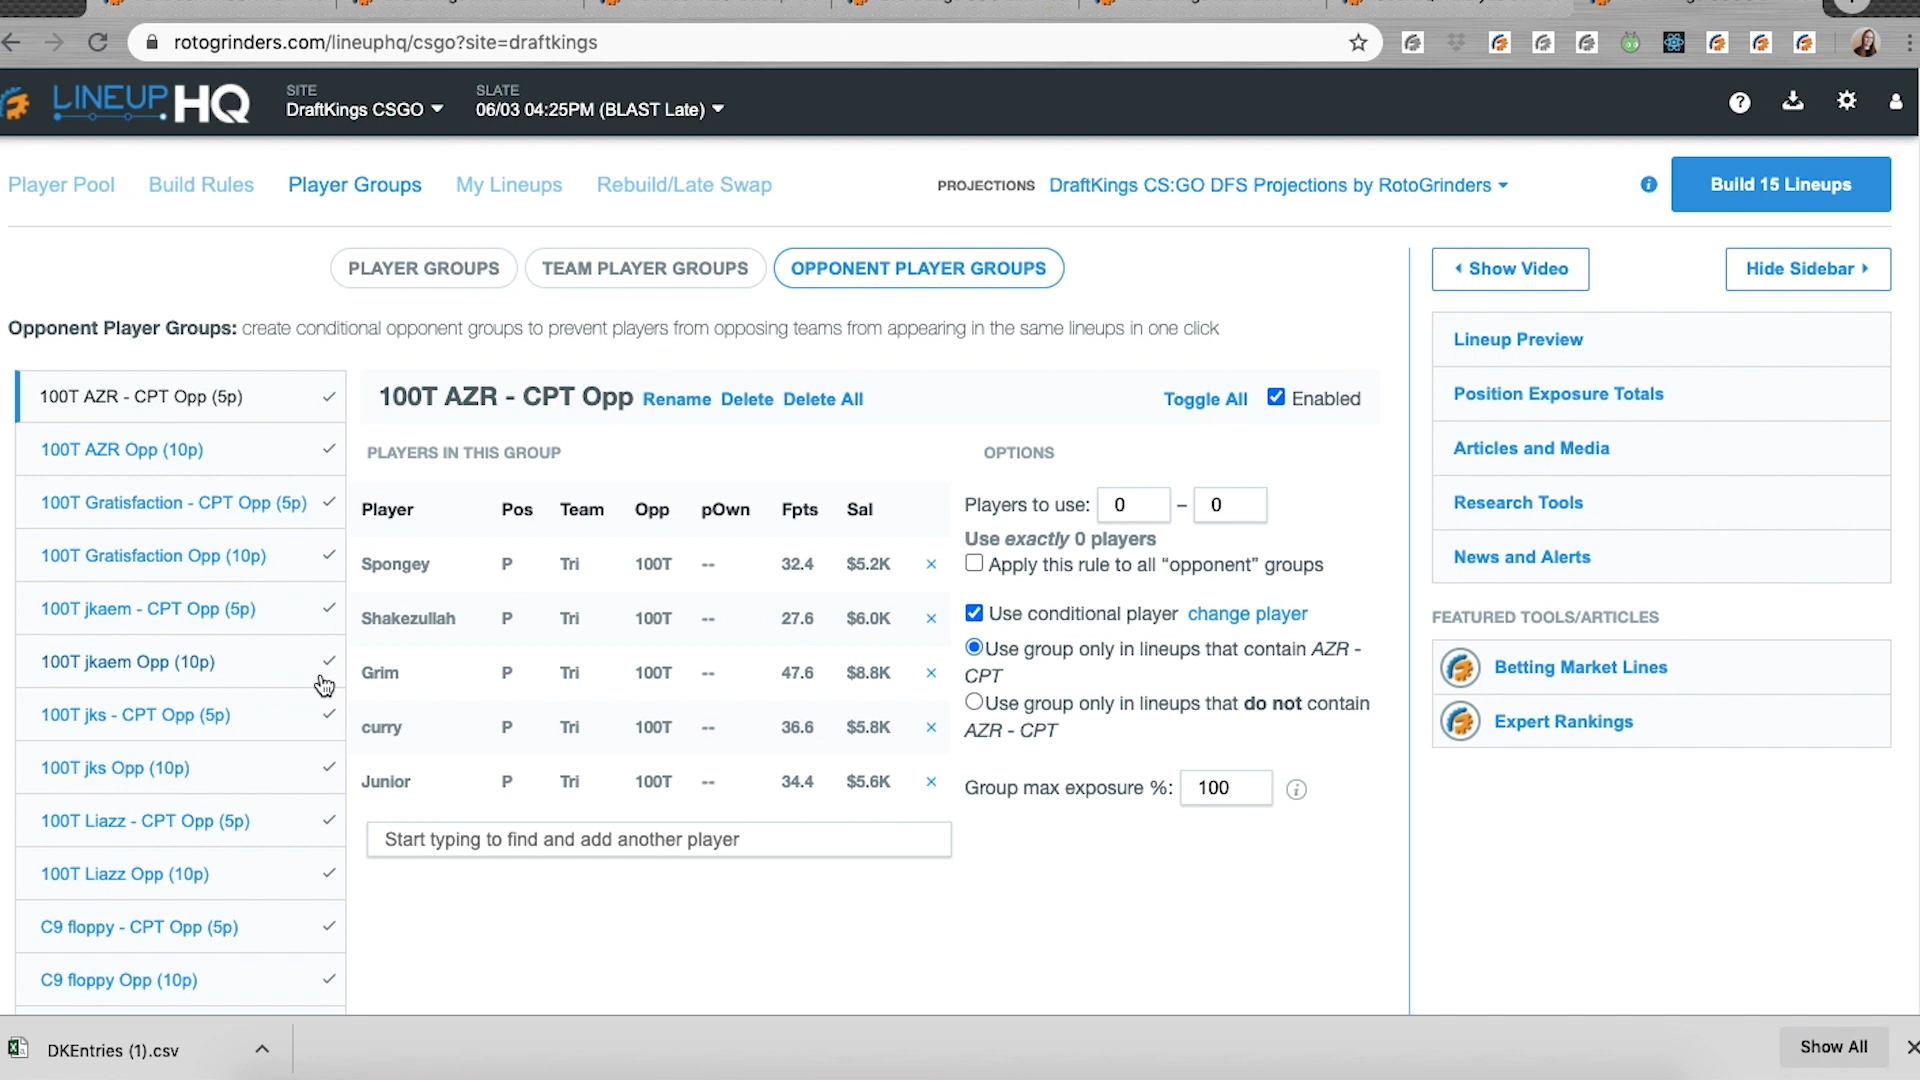 rotogrinders.com/lineuphq/csgo?site=draftkings
LINEUP HQ
SITE
DraftKings CSGO
SLATE
06/03 04:25PM (BLAST Late)
Player Pool
Build Rules
Player Groups
My Lineups
Rebuild/Late Swap
PROJECTIONS
DraftKings CS:GO DFS Projections by RotoGrinders
Build 15 Lineups
PLAYER GROUPS
TEAM PLAYER GROUPS
OPPONENT PLAYER GROUPS
Show Video
Hide Sidebar
Opponent Player Groups: create conditional opponent groups to prevent players from opposing teams from appearing in the same lineups in one click
100T AZR - CPT Opp (5p)
100T AZR Opp (10p)
100T Gratisfaction - CPT Opp (5p)
100T Gratisfaction Opp (10p)
100T jkaem - CPT Opp (5p)
100T jkaem Opp (10p)
100T jks - CPT Opp (5p)
100T jks Opp (10p)
100T Liazz - CPT Opp (5p)
100T Liazz Opp (10p)
C9 floppy - CPT Opp (5p)
C9 floppy Opp (10p)
100T AZR - CPT Opp Rename Delete Delete All
Toggle All Enabled
PLAYERS IN THIS GROUP
Player Pos Team Opp pOwn Fpts Sal
Spongey P Tri 100T -- 32.4 $5.2K ×
Shakezullah P Tri 100T -- 27.6 $6.0K ×
Grim P Tri 100T -- 47.6 $8.8K ×
curry P Tri 100T -- 36.6 $5.8K ×
Junior P Tri 100T -- 34.4 $5.6K ×
Start typing to find and add another player
OPTIONS
Players to use: 0 – 0
Use exactly 0 players
Apply this rule to all “opponent” groups
Use conditional player change player
Use group only in lineups that contain AZR -
CPT
Use group only in lineups that do not contain
AZR - CPT
Group max exposure %: 100
Lineup Preview
Position Exposure Totals
Articles and Media
Research Tools
News and Alerts
FEATURED TOOLS/ARTICLES
Betting Market Lines
Expert Rankings
DKEntries (1).csv
Show All